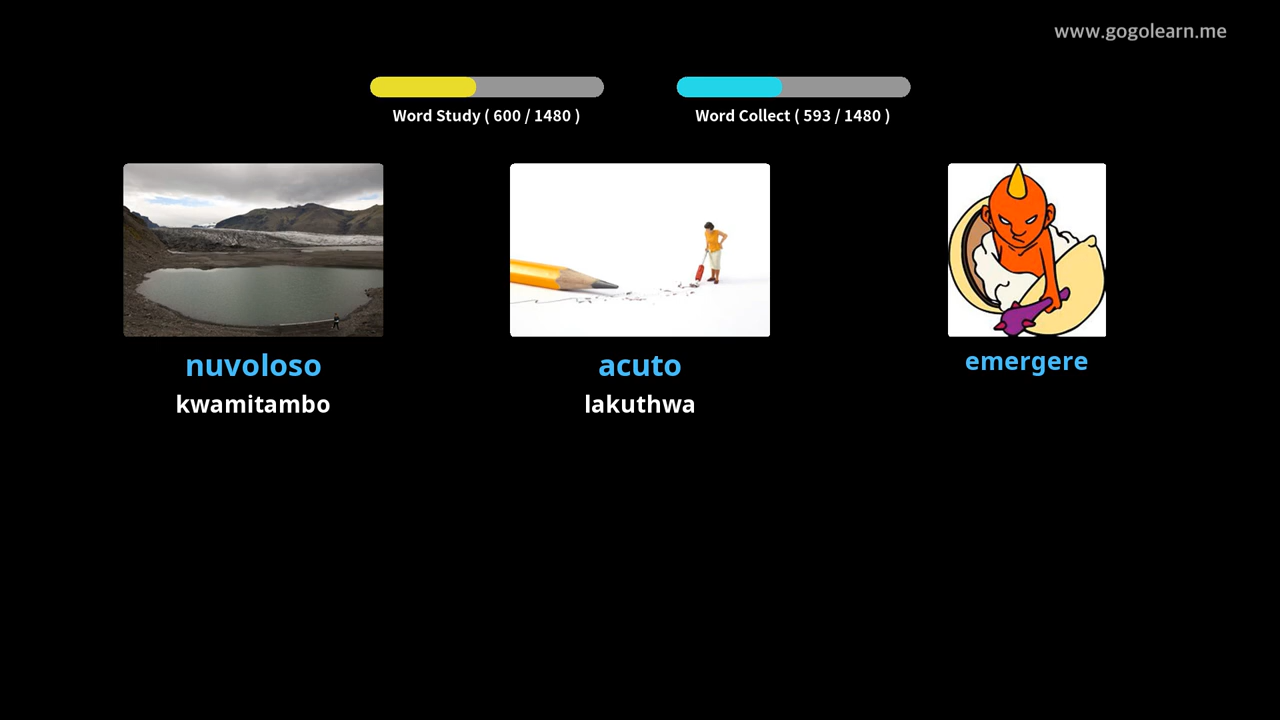 www.gogolearn.me
Word Study ( 600 / 1480 )
Word Collect ( 593 / 1480 )
nuvoloso
kwamitambo
acuto
lakuthwa
emergere